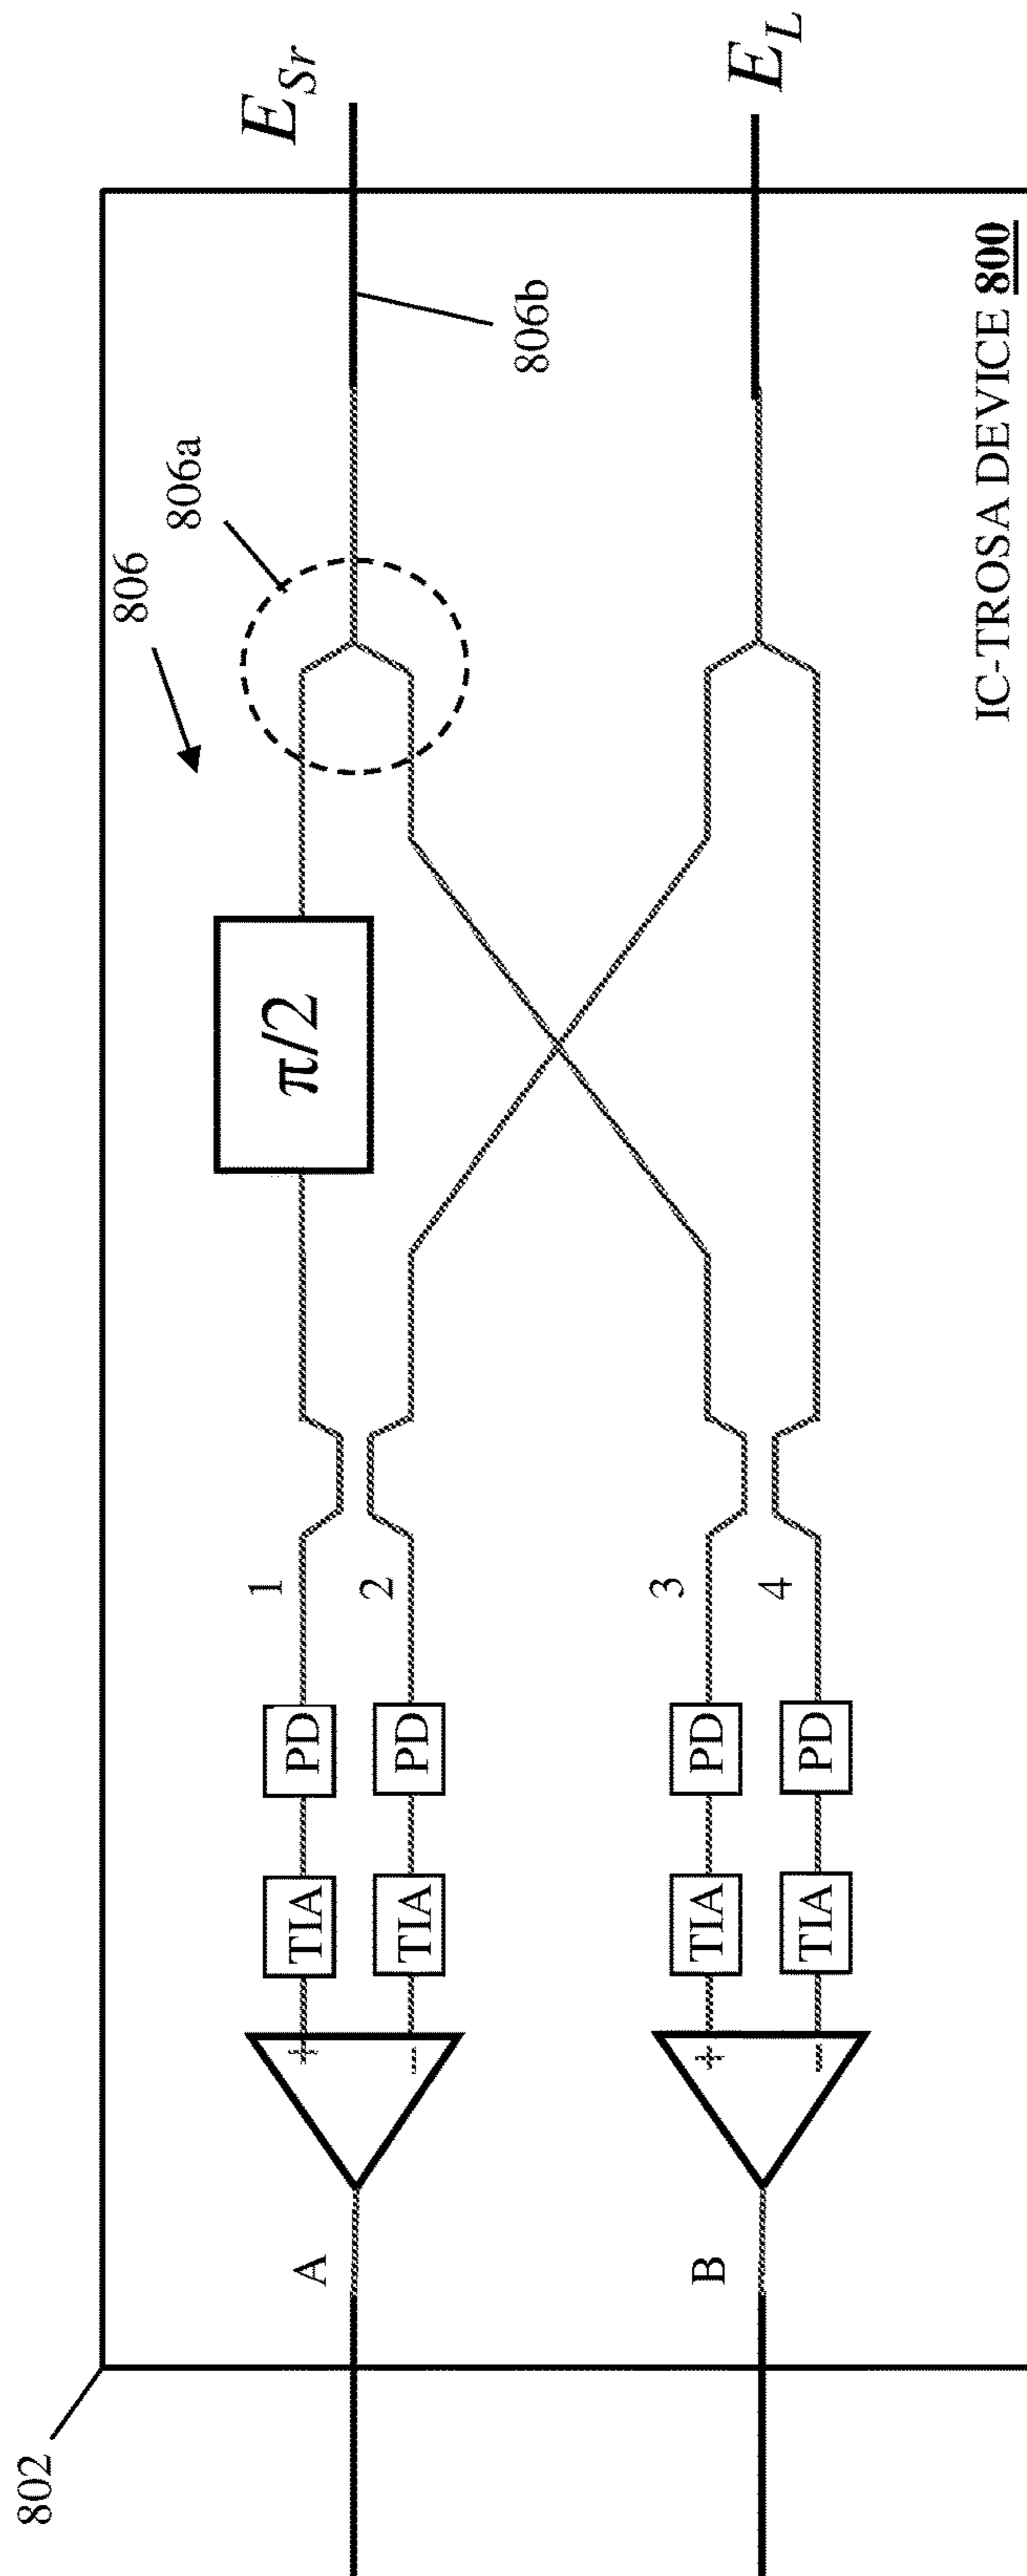 802
806
806a
806b
E_Sr
E_L
π/2
A
+
−
TIA
TIA
PD
PD
1
2
B
+
−
TIA
TIA
PD
PD
3
4
IC-TROSA DEVICE 800